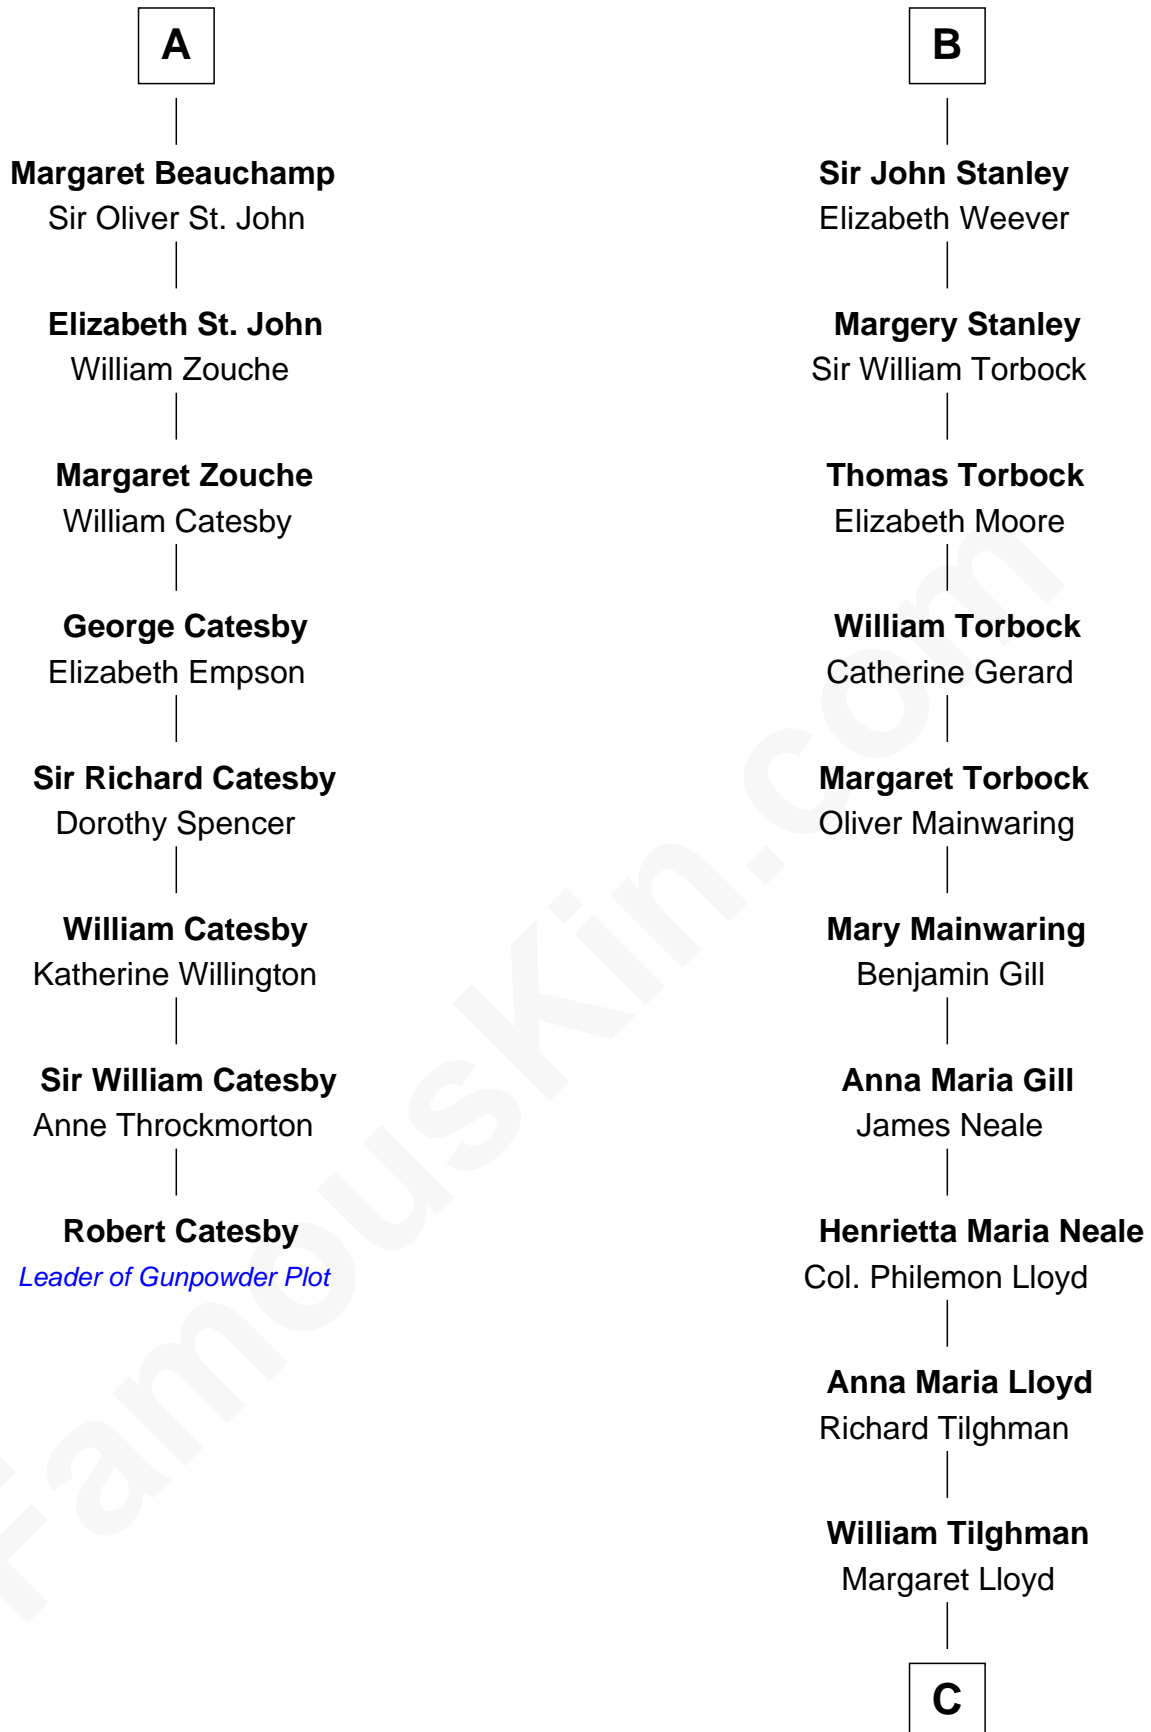 A
Margaret Beauchamp
Sir Oliver St. John
Elizabeth St. John
William Zouche
Margaret Zouche
William Catesby
George Catesby
Elizabeth Empson
Sir Richard Catesby
Dorothy Spencer
William Catesby
Katherine Willington
Sir William Catesby
Anne Throckmorton
Robert Catesby
Leader of Gunpowder Plot
B
Sir John Stanley
Elizabeth Weever
Margery Stanley
Sir William Torbock
Thomas Torbock
Elizabeth Moore
William Torbock
Catherine Gerard
Margaret Torbock
Oliver Mainwaring
Mary Mainwaring
Benjamin Gill
Anna Maria Gill
James Neale
Henrietta Maria Neale
Col. Philemon Lloyd
Anna Maria Lloyd
Richard Tilghman
William Tilghman
Margaret Lloyd
C
FamousKin.com